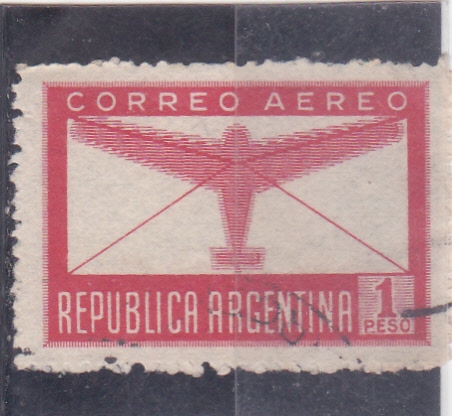 CORREO AEREO
REPUBLICA ARGENTINA
1
PESO